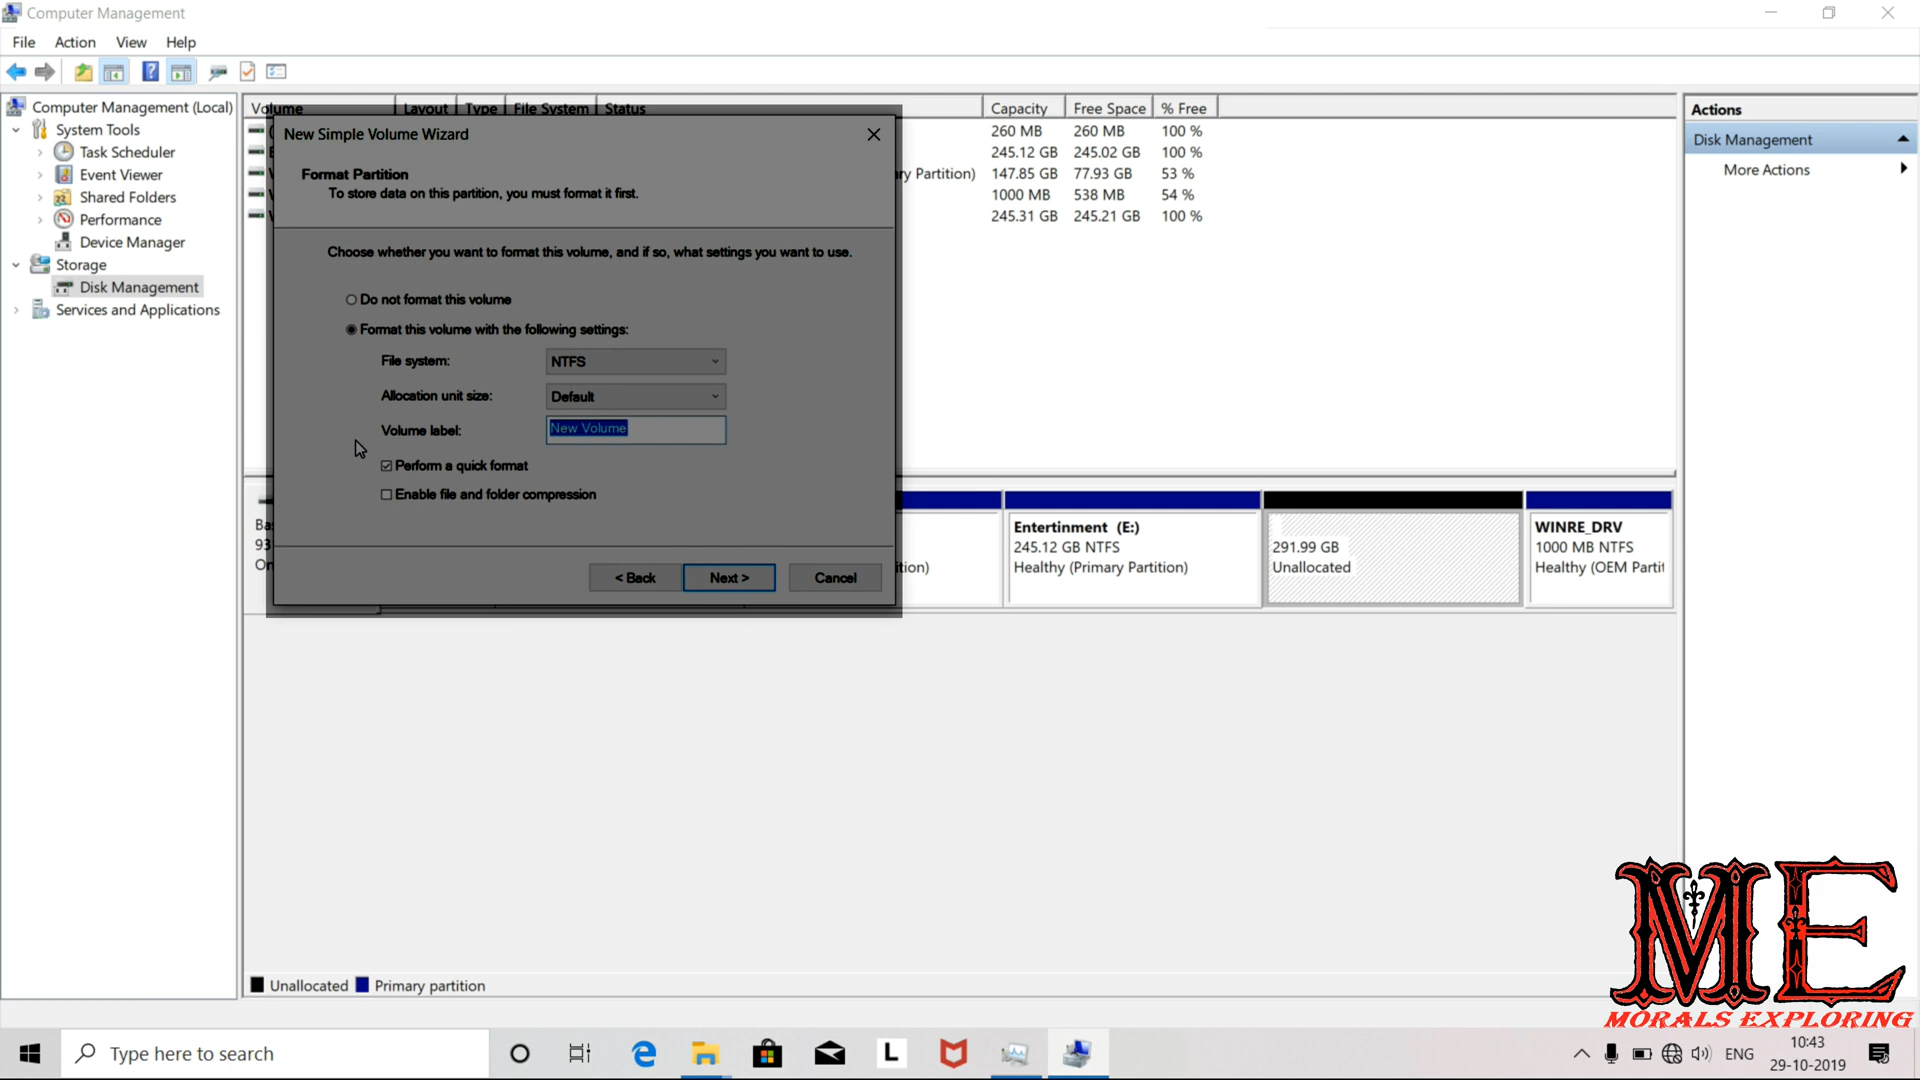 Computer Management
File Action View Help
Computer Management (Local)
System Tools
Task Scheduler
Event Viewer
Shared Folders
Performance
Device Manager
Storage
Disk Management
Services and Applications
Volume Layout Type File System Status Capacity Free Space % Free
260 MB 260 MB 100 %
245.12 GB 245.02 GB 100 %
ry Partition) 147.85 GB 77.93 GB 53 %
1000 MB 538 MB 54 %
245.31 GB 245.21 GB 100 %
New Simple Volume Wizard
Format Partition
To store data on this partition, you must format it first.
Choose whether you want to format this volume, and if so, what settings you want to use.
Do not format this volume
Format this volume with the following settings:
File system: NTFS
Allocation unit size: Default
Volume label: New Volume
Perform a quick format
Enable file and folder compression
< Back Next > Cancel
Bas
93
On
ition)
Entertinment (E:)
245.12 GB NTFS
Healthy (Primary Partition)
291.99 GB
Unallocated
WINRE_DRV
1000 MB NTFS
Healthy (OEM Partit
Unallocated Primary partition
Actions
Disk Management
More Actions
ME
MORALS EXPLORING
Type here to search
L
ENG
10:43
29-10-2019